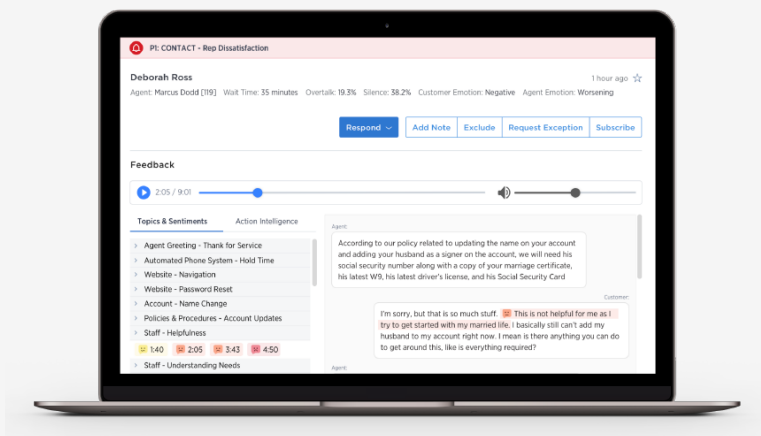 P1: CONTACT - Rep Dissatisfaction
Deborah Ross
1 hour ago
Agent: Marcus Dodd [119] Wait Time: 35 minutes Overtalk: 19.3% Silence: 38.2% Customer Emotion: Negative Agent Emotion: Worsening
Respond Add Note Exclude Request Exception Subscribe
Feedback
2:05 / 9:01
Topics & Sentiments Action Intelligence
Agent Greeting - Thank for Service
Automated Phone System - Hold Time
Website - Navigation
Website - Password Reset
Account - Name Change
Policies & Procedures - Account Updates
Staff - Helpfulness
1:40 2:05 3:43 4:50
Staff - Understanding Needs
Agent:
According to our policy related to updating the name on your account
and adding your husband as a signer on the account, we will need his
social security number along with a copy of your marriage certificate,
his latest W9, his latest driver's license, and his Social Security Card
Customer
I'm sorry, but that is so much stuff. This is not helpful for me as I
try to get started with my married life. I basically still can't add my
husband to my account right now. I mean is there anything you can do
to get around this, like is everything required?
Agent: